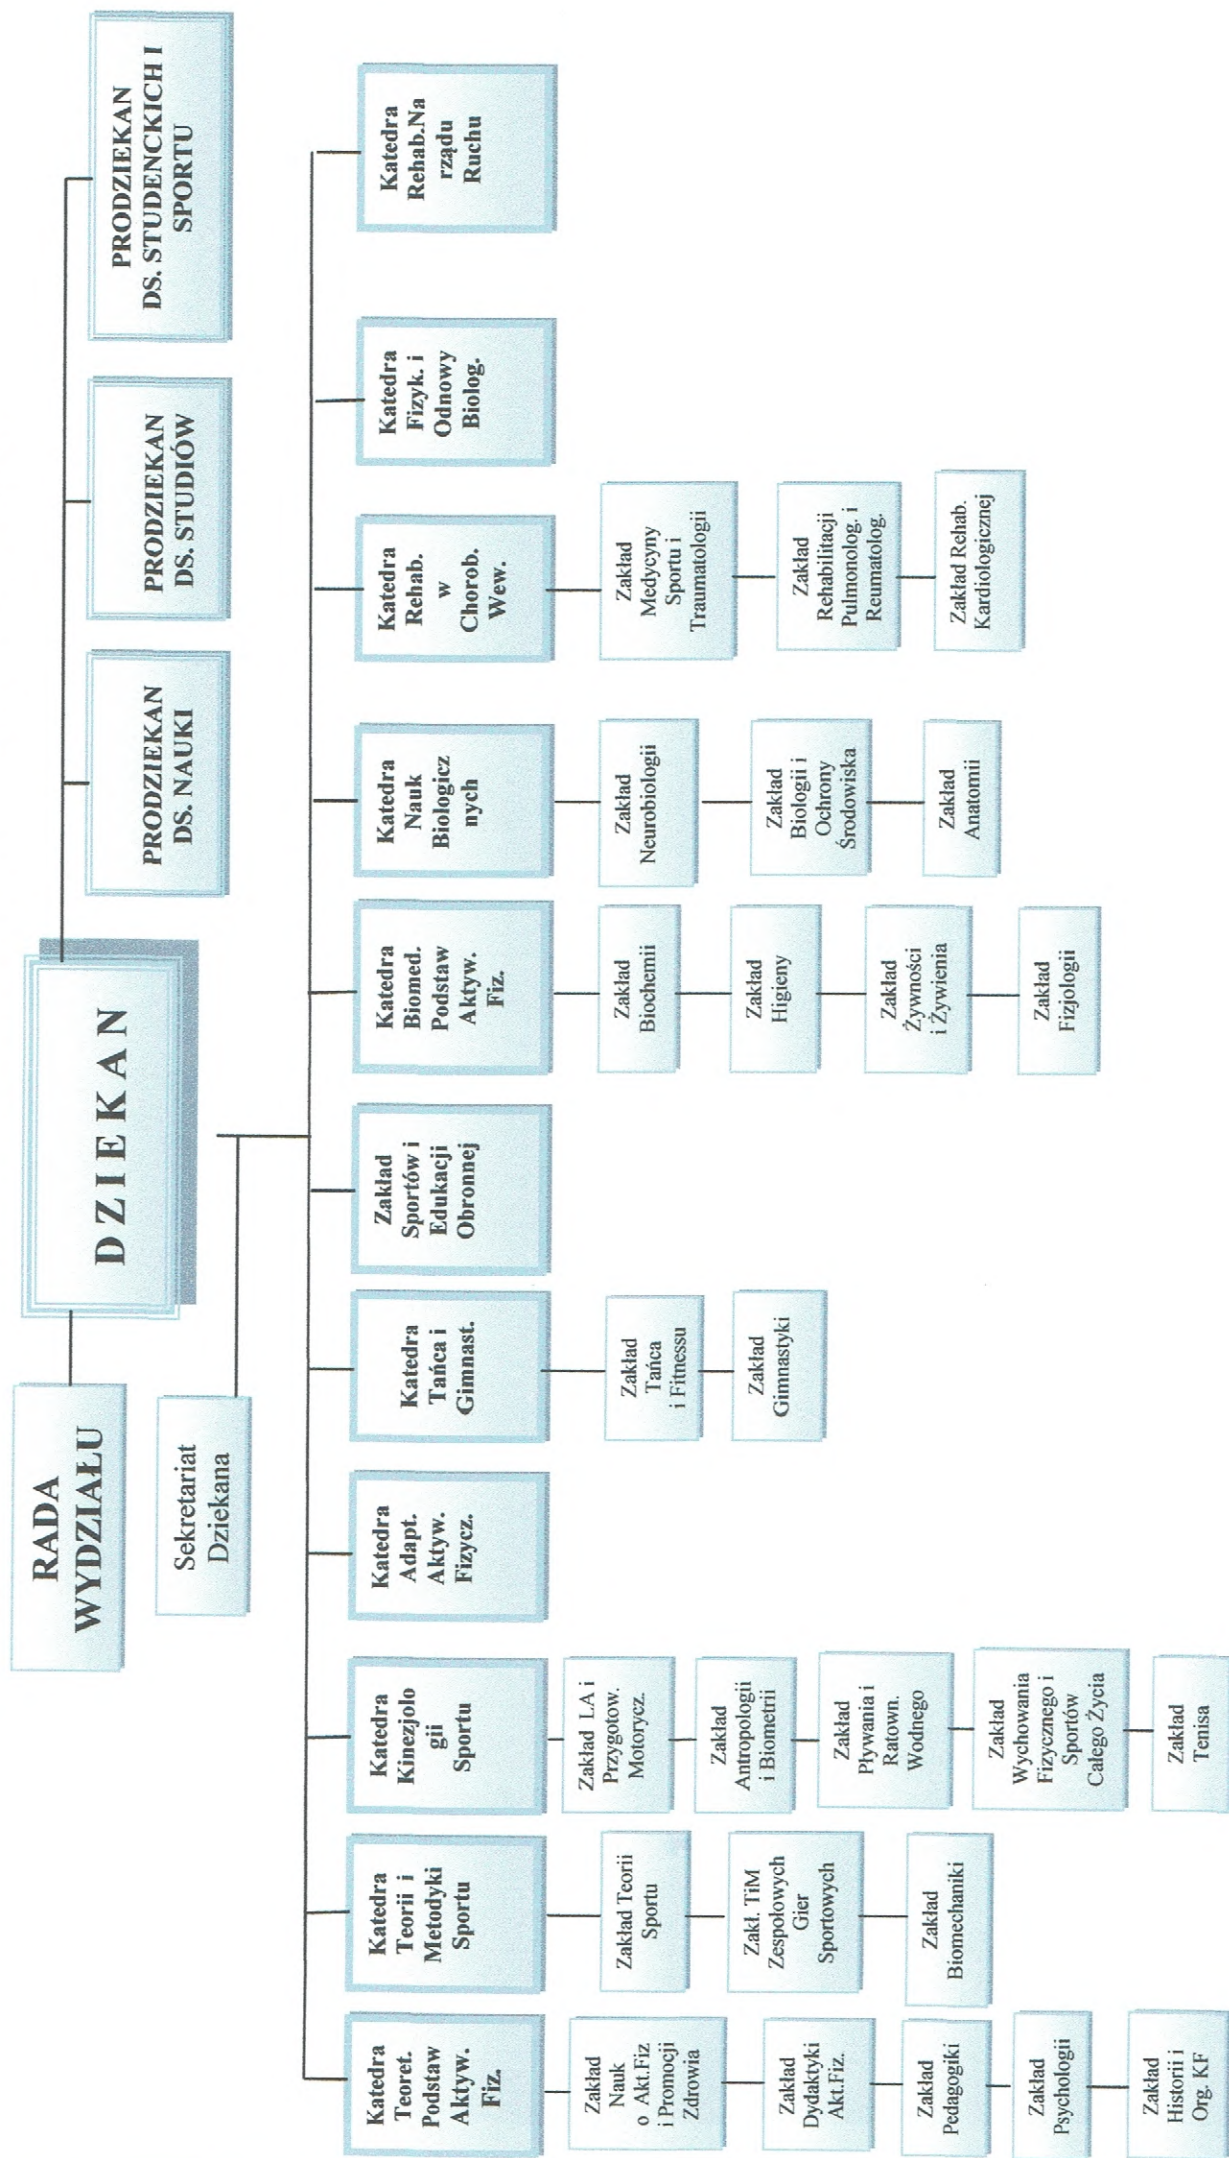 RADA
WYDZIAŁU
DZIEKAN
PRODZIEKAN
DS. NAUKI
PRODZIEKAN
DS. STUDIÓW
PRODZIEKAN
DS. STUDENCKICH I
SPORTU
Sekretariat
Dziekana
Katedra
Teoret.
Podstaw
Aktyw.
Fiz.
Zakład
Nauk
o Akt.Fiz
i Promocji
Zdrowia
Zakład
Dydaktyki
Akt.Fiz.
Zakład
Pedagogiki
Zakład
Psychologii
Zakład
Historii i
Org. KF
Katedra
Teorii i
Metodyki
Sportu
Zakład Teorii
Sportu
Zakł. TiM
Zespołowych
Gier
Sportowych
Zakład
Biomechaniki
Katedra
Kinezjolo
gii
Sportu
Zakład LA i
Przygotow.
Motorycz.
Zakład
Antropologii
i Biometrii
Zakład
Pływania i
Ratown.
Wodnego
Zakład
Wychowania
Fizycznego i
Sportów
Całego Życia
Zakład
Tenisa
Katedra
Adapt.
Aktyw.
Fizycz.
Katedra
Tańca i
Gimnast.
Zakład
Tańca
i Fitnessu
Zakład
Gimnastyki
Zakład
Sportów i
Edukacji
Obronnej
Katedra
Biomed.
Podstaw
Aktyw.
Fiz.
Zakład
Biochemii
Zakład
Higieny
Zakład
Żywności
i Żywienia
Zakład
Fizjologii
Katedra
Nauk
Biologicz
nych
Zakład
Neurobiologii
Zakład
Biologii i
Ochrony
Środowiska
Zakład
Anatomii
Katedra
Rehab.
w
Chorob.
Wew.
Zakład
Medycyny
Sportu i
Traumatologii
Zakład
Rehabilitacji
Pulmonolog. i
Reumatolog.
Zakład Rehab.
Kardiologicznej
Katedra
Fizyk. i
Odnowy
Biolog.
Katedra
Rehab.Na
rządu
Ruchu